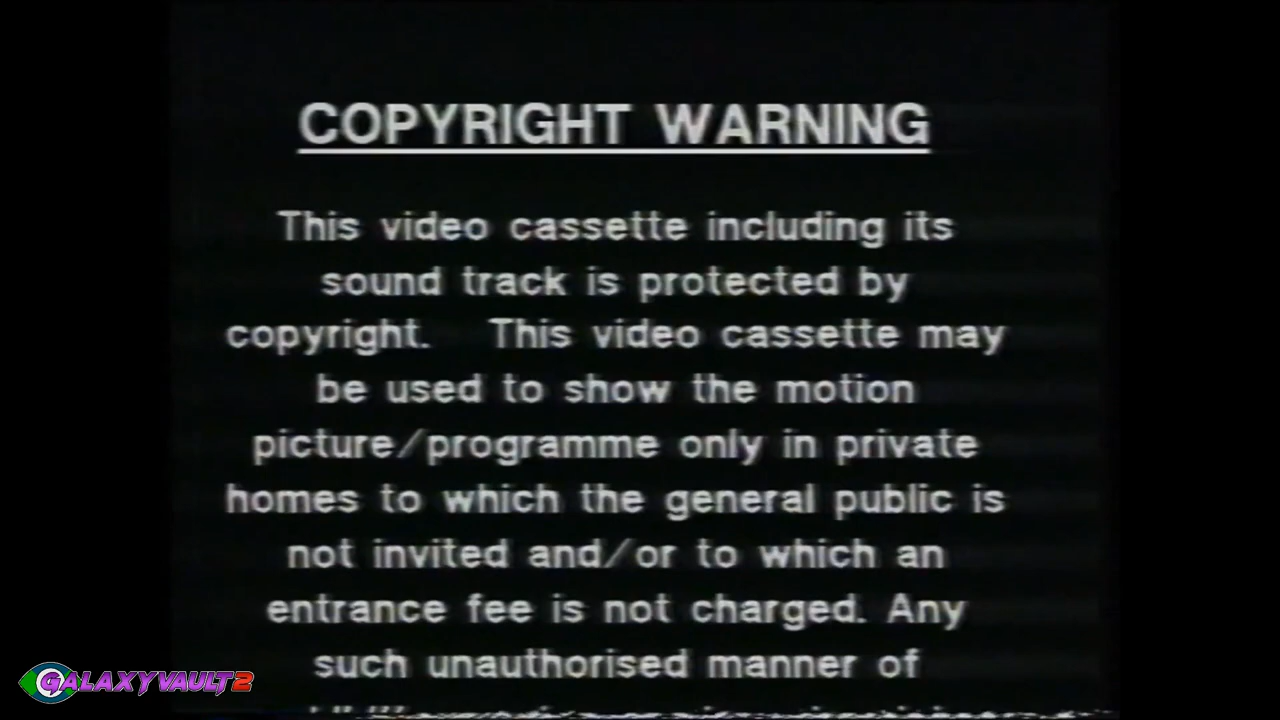 COPYRIGHT WARNING
This video cassette including its
sound track is protected by
copyright. This video cassette may
be used to show the motion
picture/programme only in private
homes to which the general public is
not invited and/or to which an
entrance fee is not charged. Any
such unauthorised manner of
GALAXYVAULT2